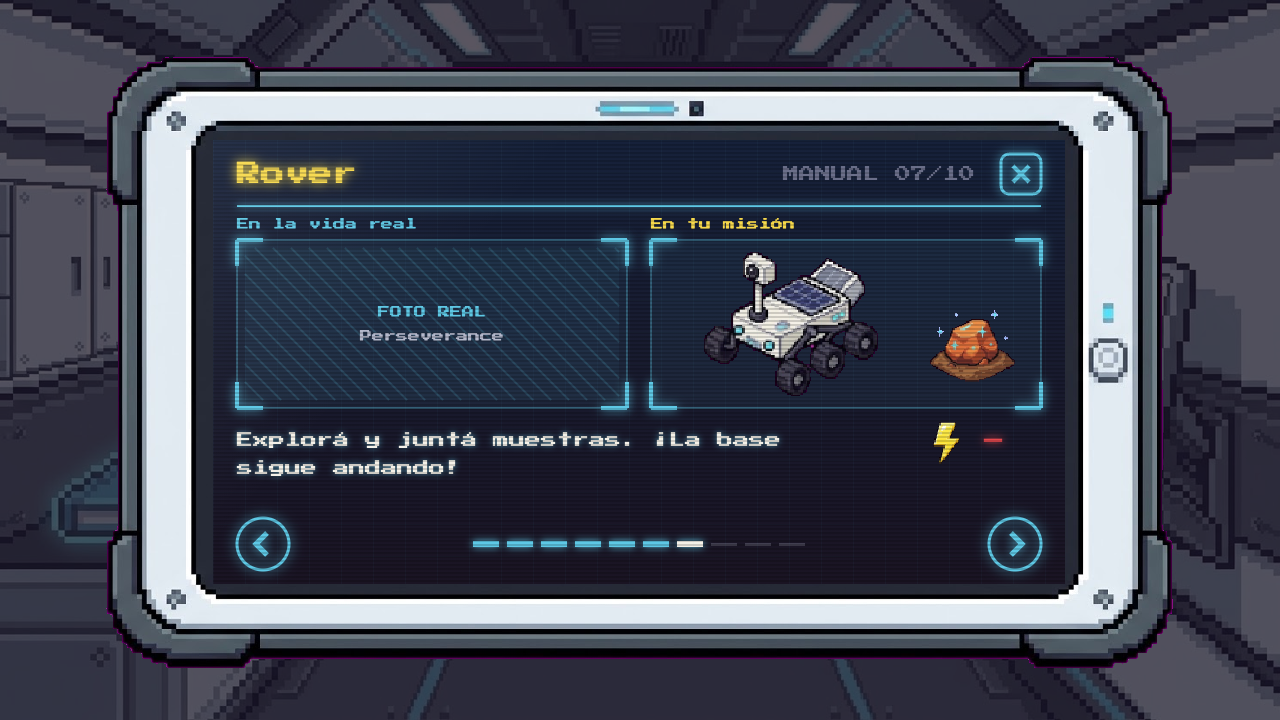 Rover
MANUAL 07/10
En la vida real
En tu misión
FOTO REAL
Perseverance
Explorá y juntá muestras. ¡La base
sigue andando!